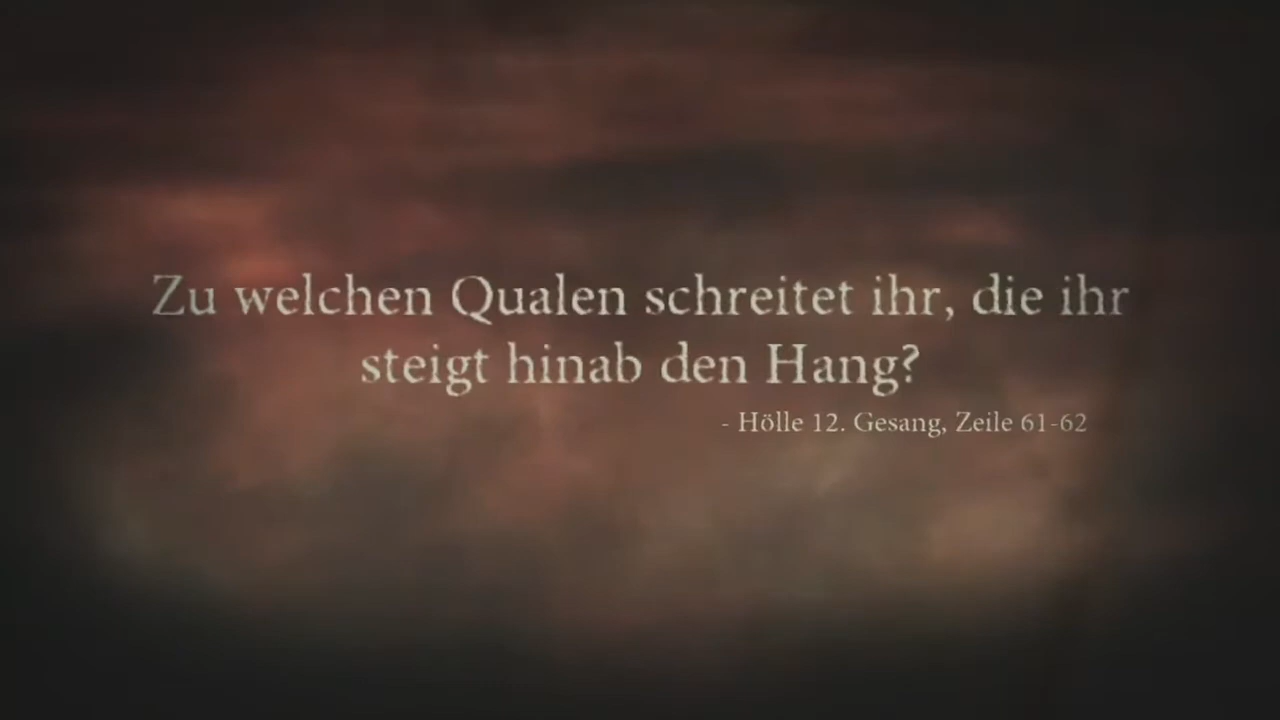 Zu welchen Qualen schreitet ihr, die ihr
steigt hinab den Hang?
- Hölle 12. Gesang, Zeile 61-62